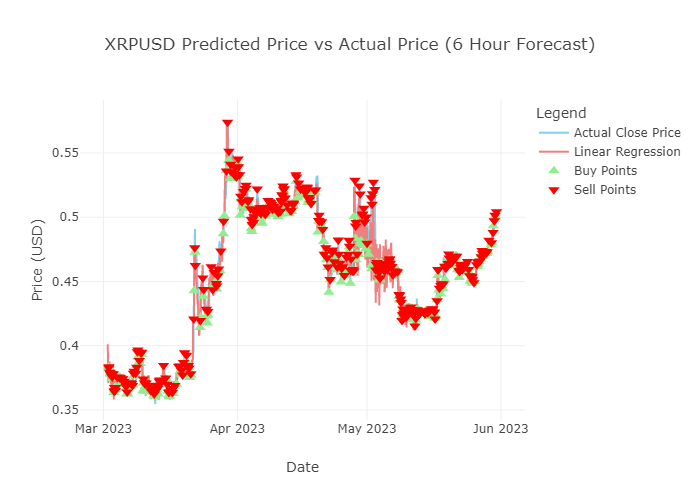 XRPUSD Predicted Price vs Actual Price (6 Hour Forecast)
Legend
Actual Close Price
Linear Regression
Buy Points
Sell Points
0.55
0.5
0.45
0.4
0.35
Price (USD)
Mar 2023
Apr 2023
May 2023
Jun 2023
Date